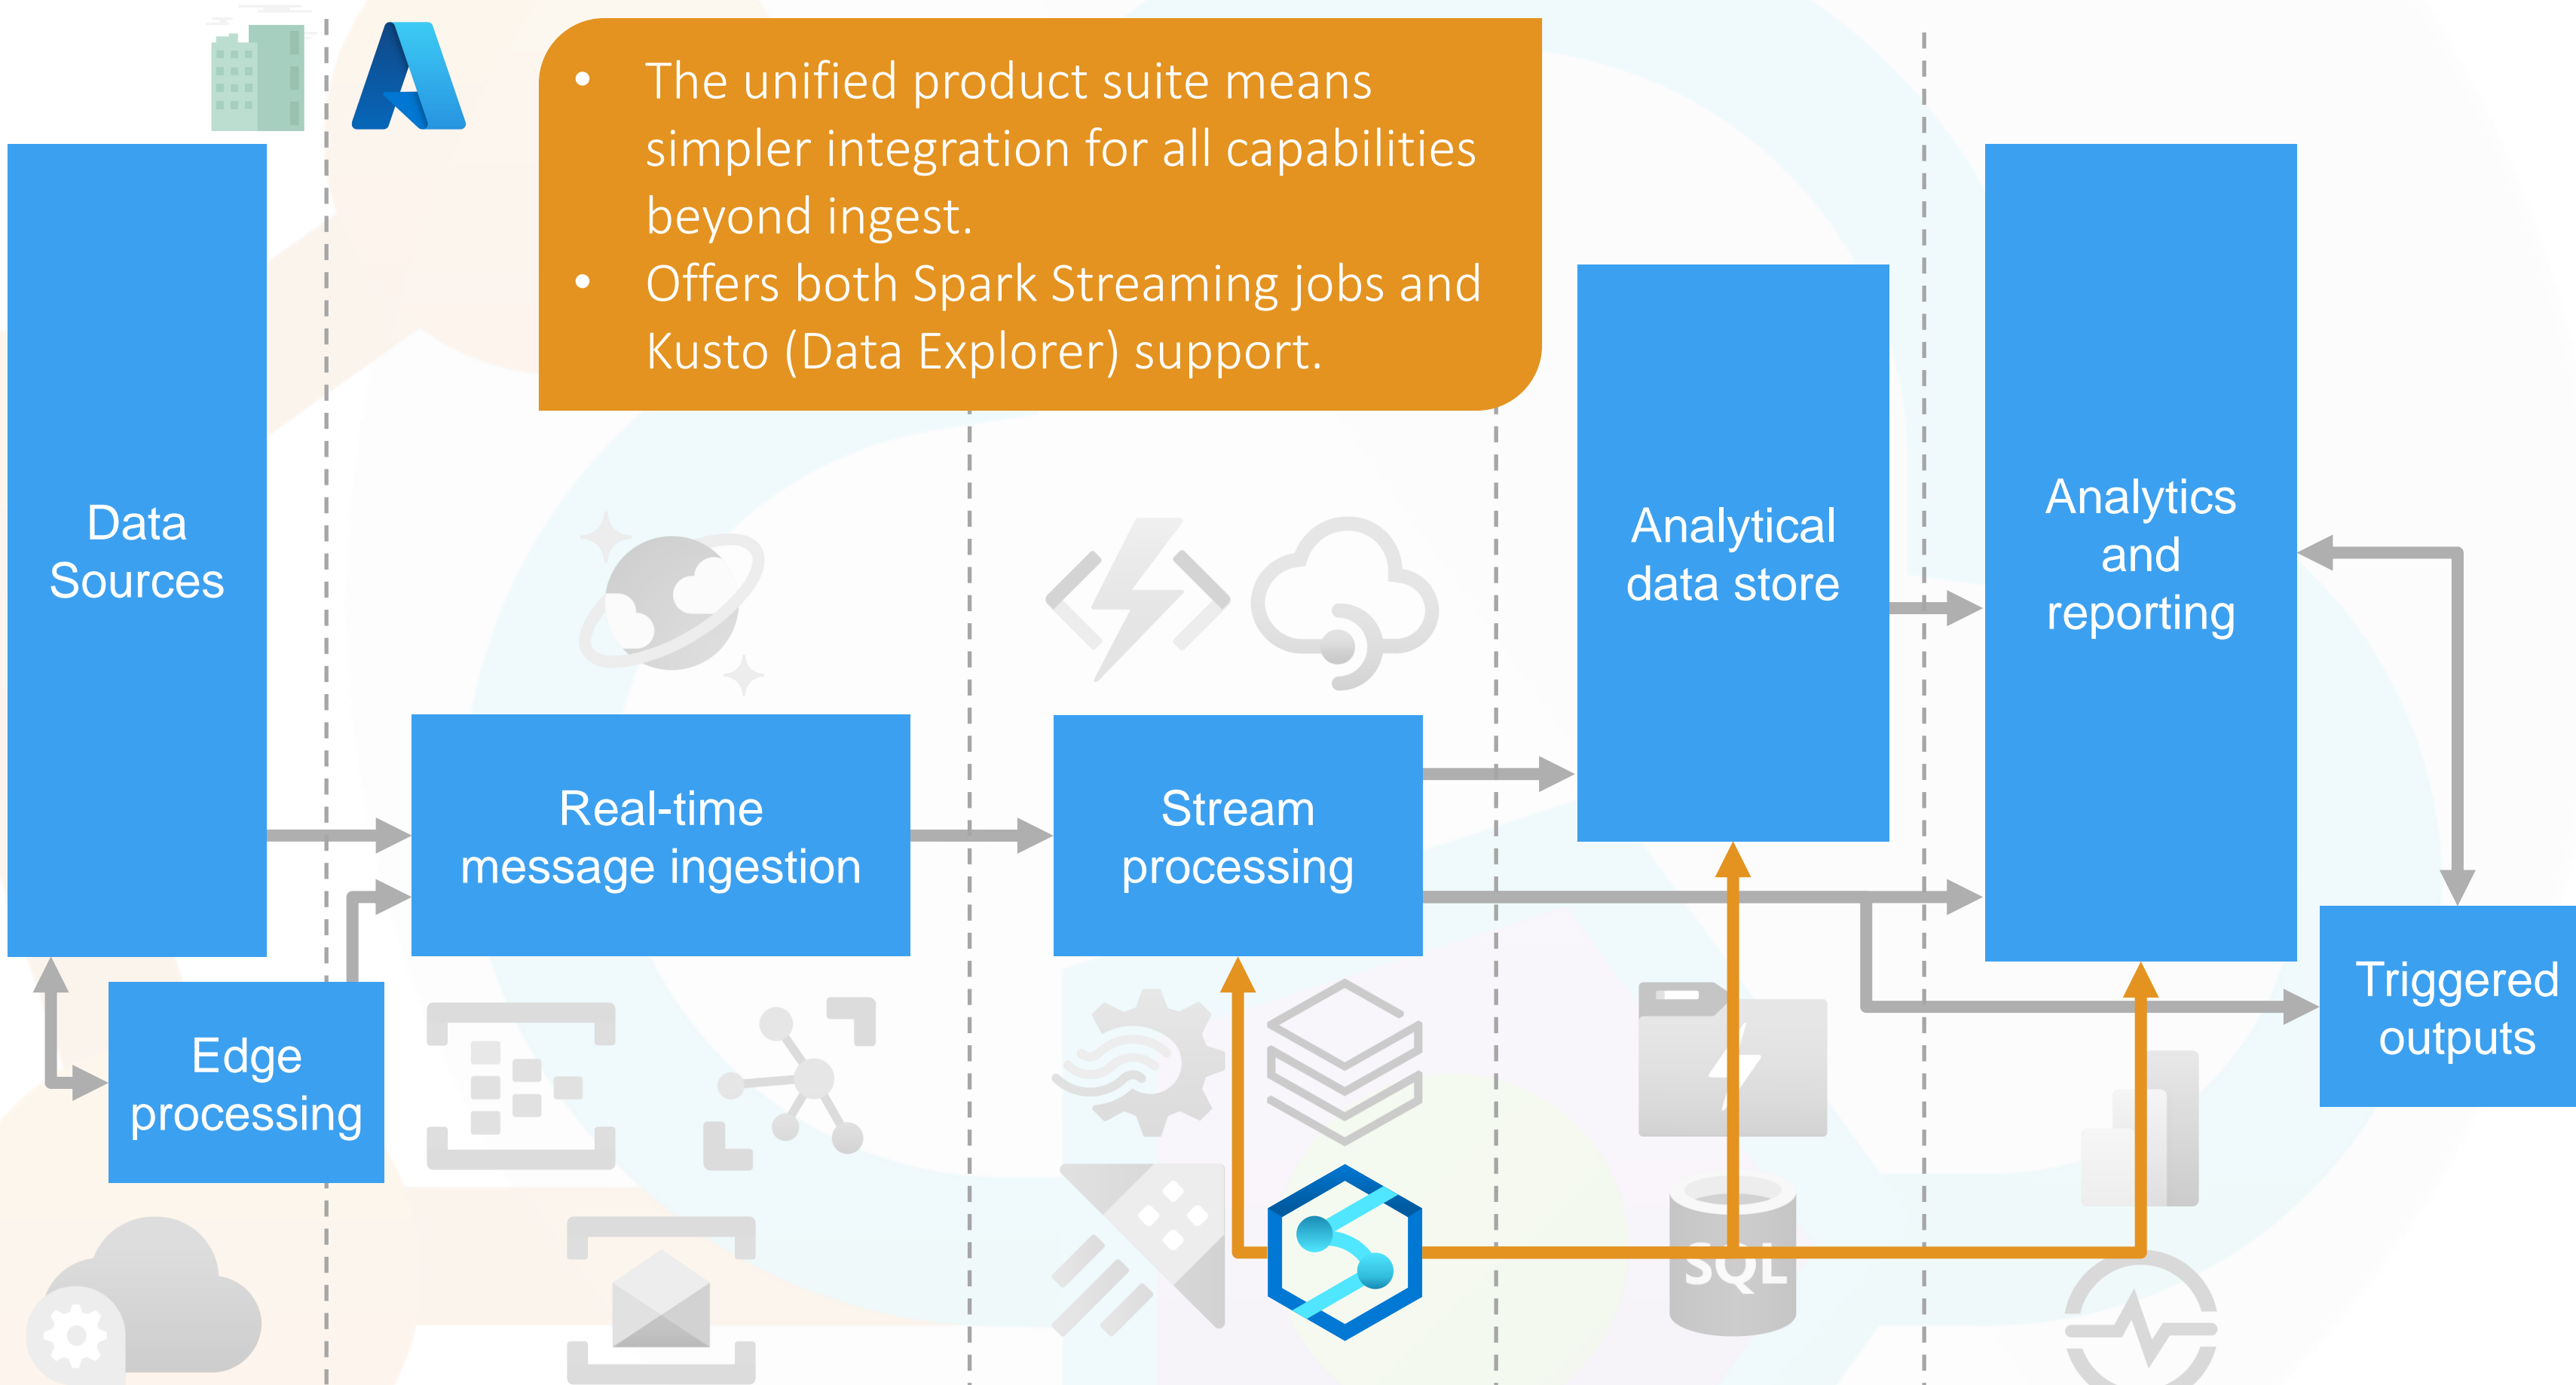 • The unified product suite means
simpler integration for all capabilities
beyond ingest.
• Offers both Spark Streaming jobs and
Kusto (Data Explorer) support.
Data
Sources
Edge
processing
Real-time
message ingestion
Stream
processing
Analytical
data store
Analytics
and
reporting
Triggered
outputs
SQL